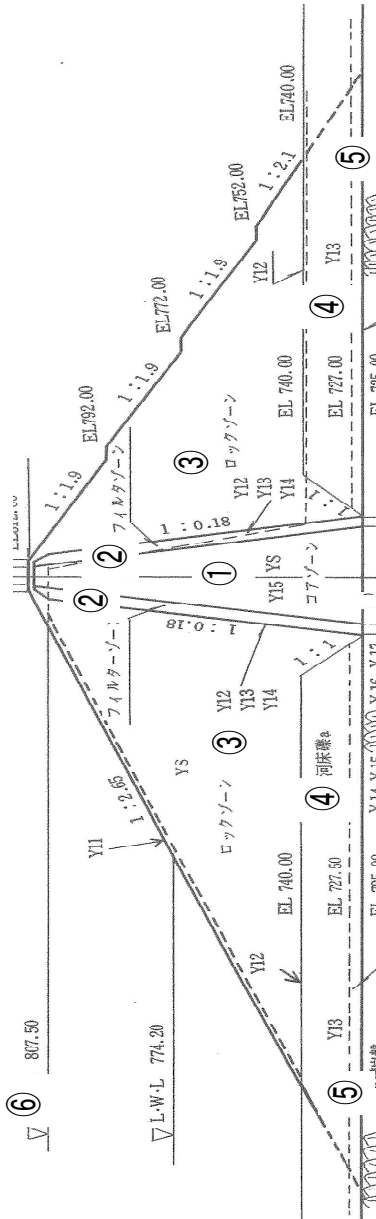 ⑥
807.50
L・W・L 774.20
1:2.65
Y11
YS
ロックゾーン
③
Y12
フィルターゾーン
②
②
フィルタゾーン
1:0.18
Y12
Y13
Y14
①
Y15 YS
コアゾーン
1:0.18
Y12
Y13
Y14
③
ロックゾーン
1:1.9
EL792.00
1:1.9
EL772.00
1:1.9
EL752.00
1:2.1
EL740.00
Y12
EL 740.00
EL 740.00
1:1
1:1
④
河床礫a
④
EL 727.50
EL 727.00
Y13
Y13
⑤
⑤